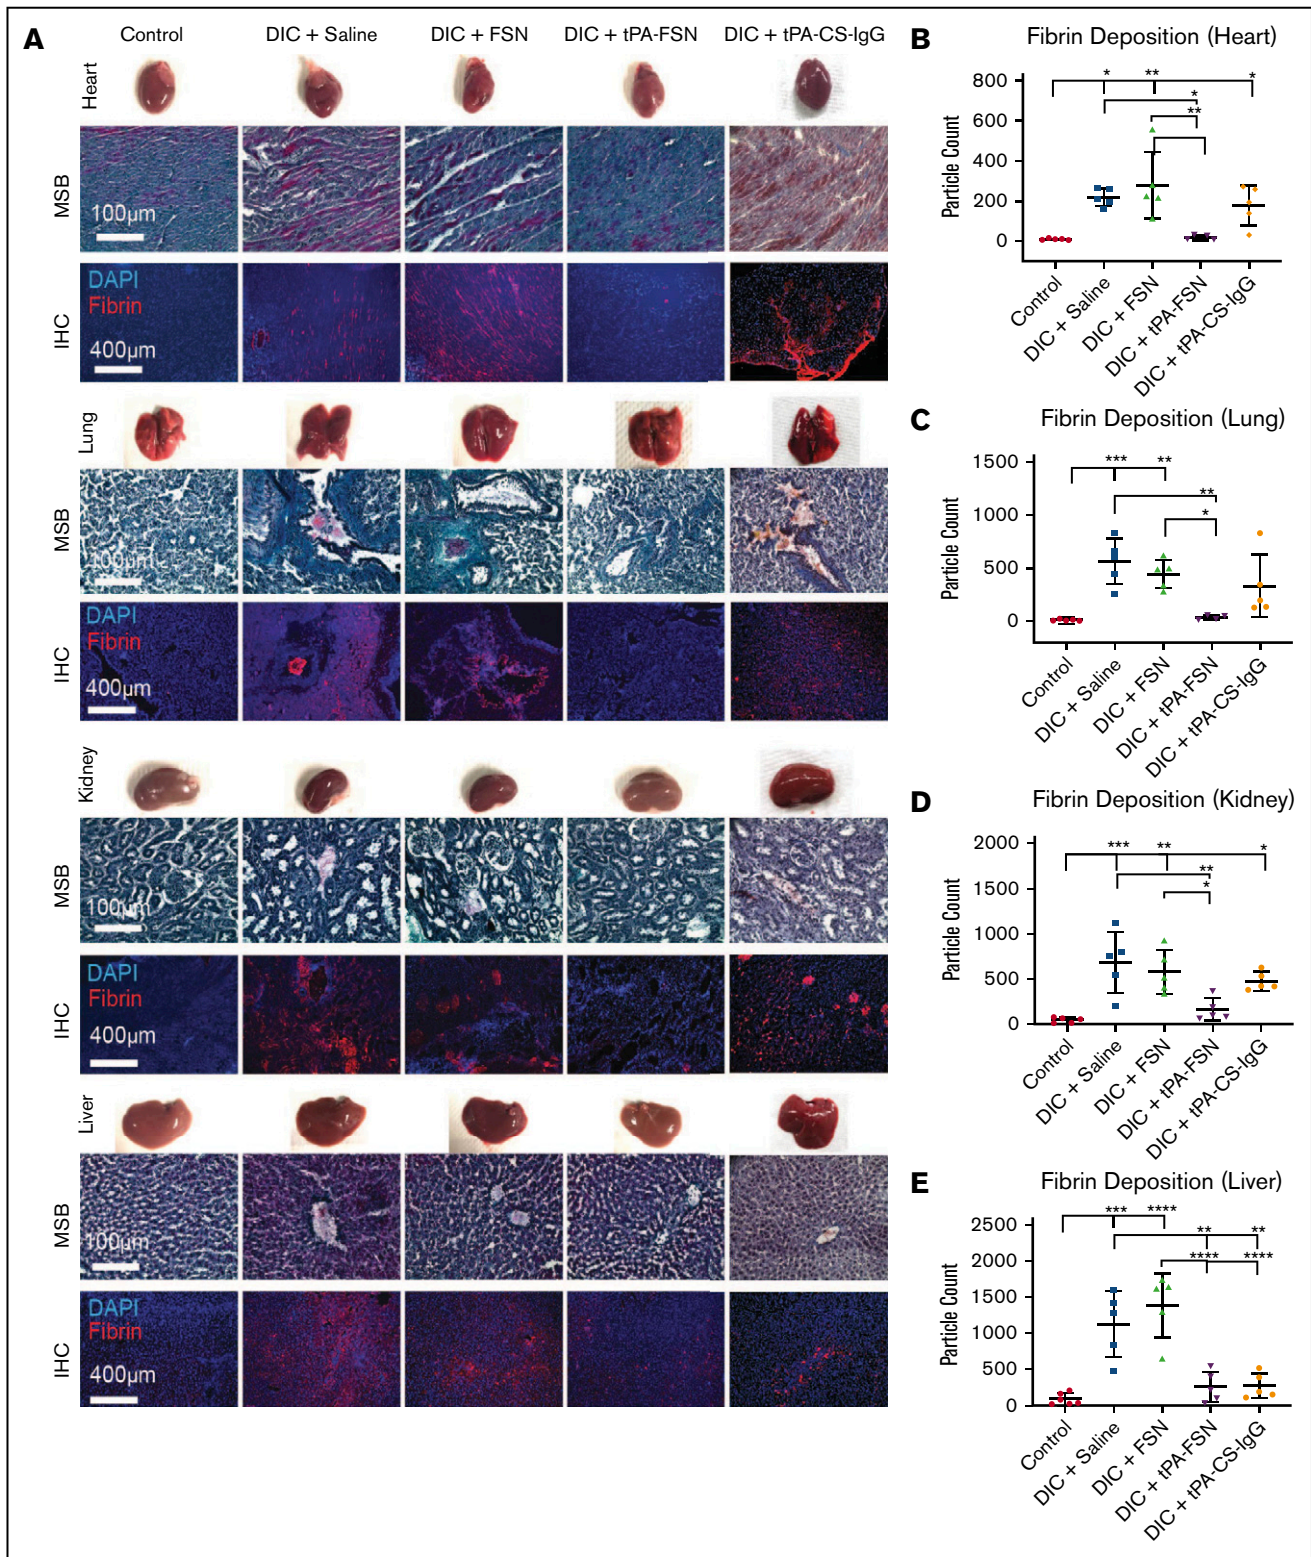 A
Control
DIC + Saline
DIC + FSN
DIC + tPA-FSN
DIC + tPA-CS-IgG
Heart
MSB
100µm
IHC
DAPI
Fibrin
400µm
Lung
MSB
100µm
IHC
DAPI
Fibrin
400µm
Kidney
MSB
100µm
IHC
DAPI
Fibrin
400µm
Liver
MSB
100µm
IHC
DAPI
Fibrin
400µm
B
Fibrin Deposition (Heart)
Particle Count
800
600
400
200
0
* ** *
*
**
Control
DIC + Saline
DIC + FSN
DIC + tPA-FSN
DIC + tPA-CS-IgG
C
Fibrin Deposition (Lung)
Particle Count
1500
1000
500
0
*** **
**
*
Control
DIC + Saline
DIC + FSN
DIC + tPA-FSN
DIC + tPA-CS-IgG
D
Fibrin Deposition (Kidney)
Particle Count
2000
1500
1000
500
0
*** ** *
**
*
Control
DIC + Saline
DIC + FSN
DIC + tPA-FSN
DIC + tPA-CS-IgG
E
Fibrin Deposition (Liver)
Particle Count
2500
2000
1500
1000
500
0
*** ****
** **
**** ****
Control
DIC + Saline
DIC + FSN
DIC + tPA-FSN
DIC + tPA-CS-IgG